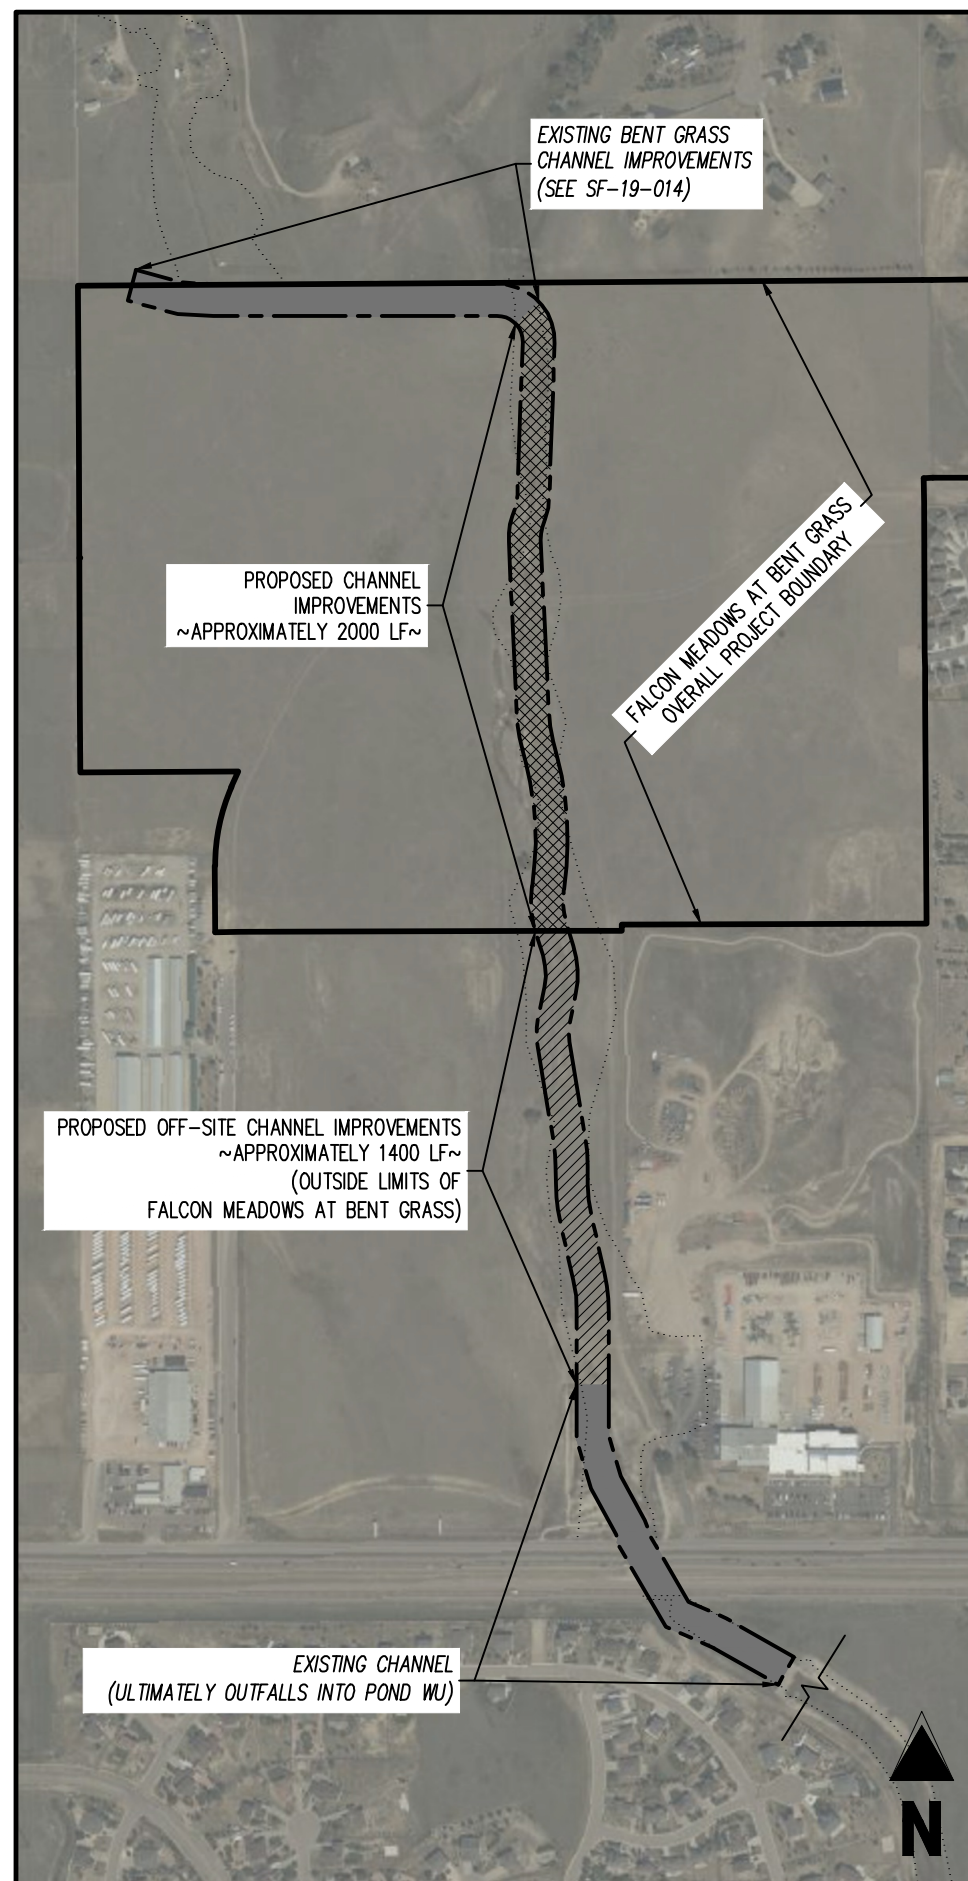 EXISTING BENT GRASS
CHANNEL IMPROVEMENTS
(SEE SF-19-014)
FALCON MEADOWS AT BENT GRASS
OVERALL PROJECT BOUNDARY
PROPOSED CHANNEL
IMPROVEMENTS
~APPROXIMATELY 2000 LF~
PROPOSED OFF-SITE CHANNEL IMPROVEMENTS
~APPROXIMATELY 1400 LF~
(OUTSIDE LIMITS OF
FALCON MEADOWS AT BENT GRASS)
EXISTING CHANNEL
(ULTIMATELY OUTFALLS INTO POND WU)
N